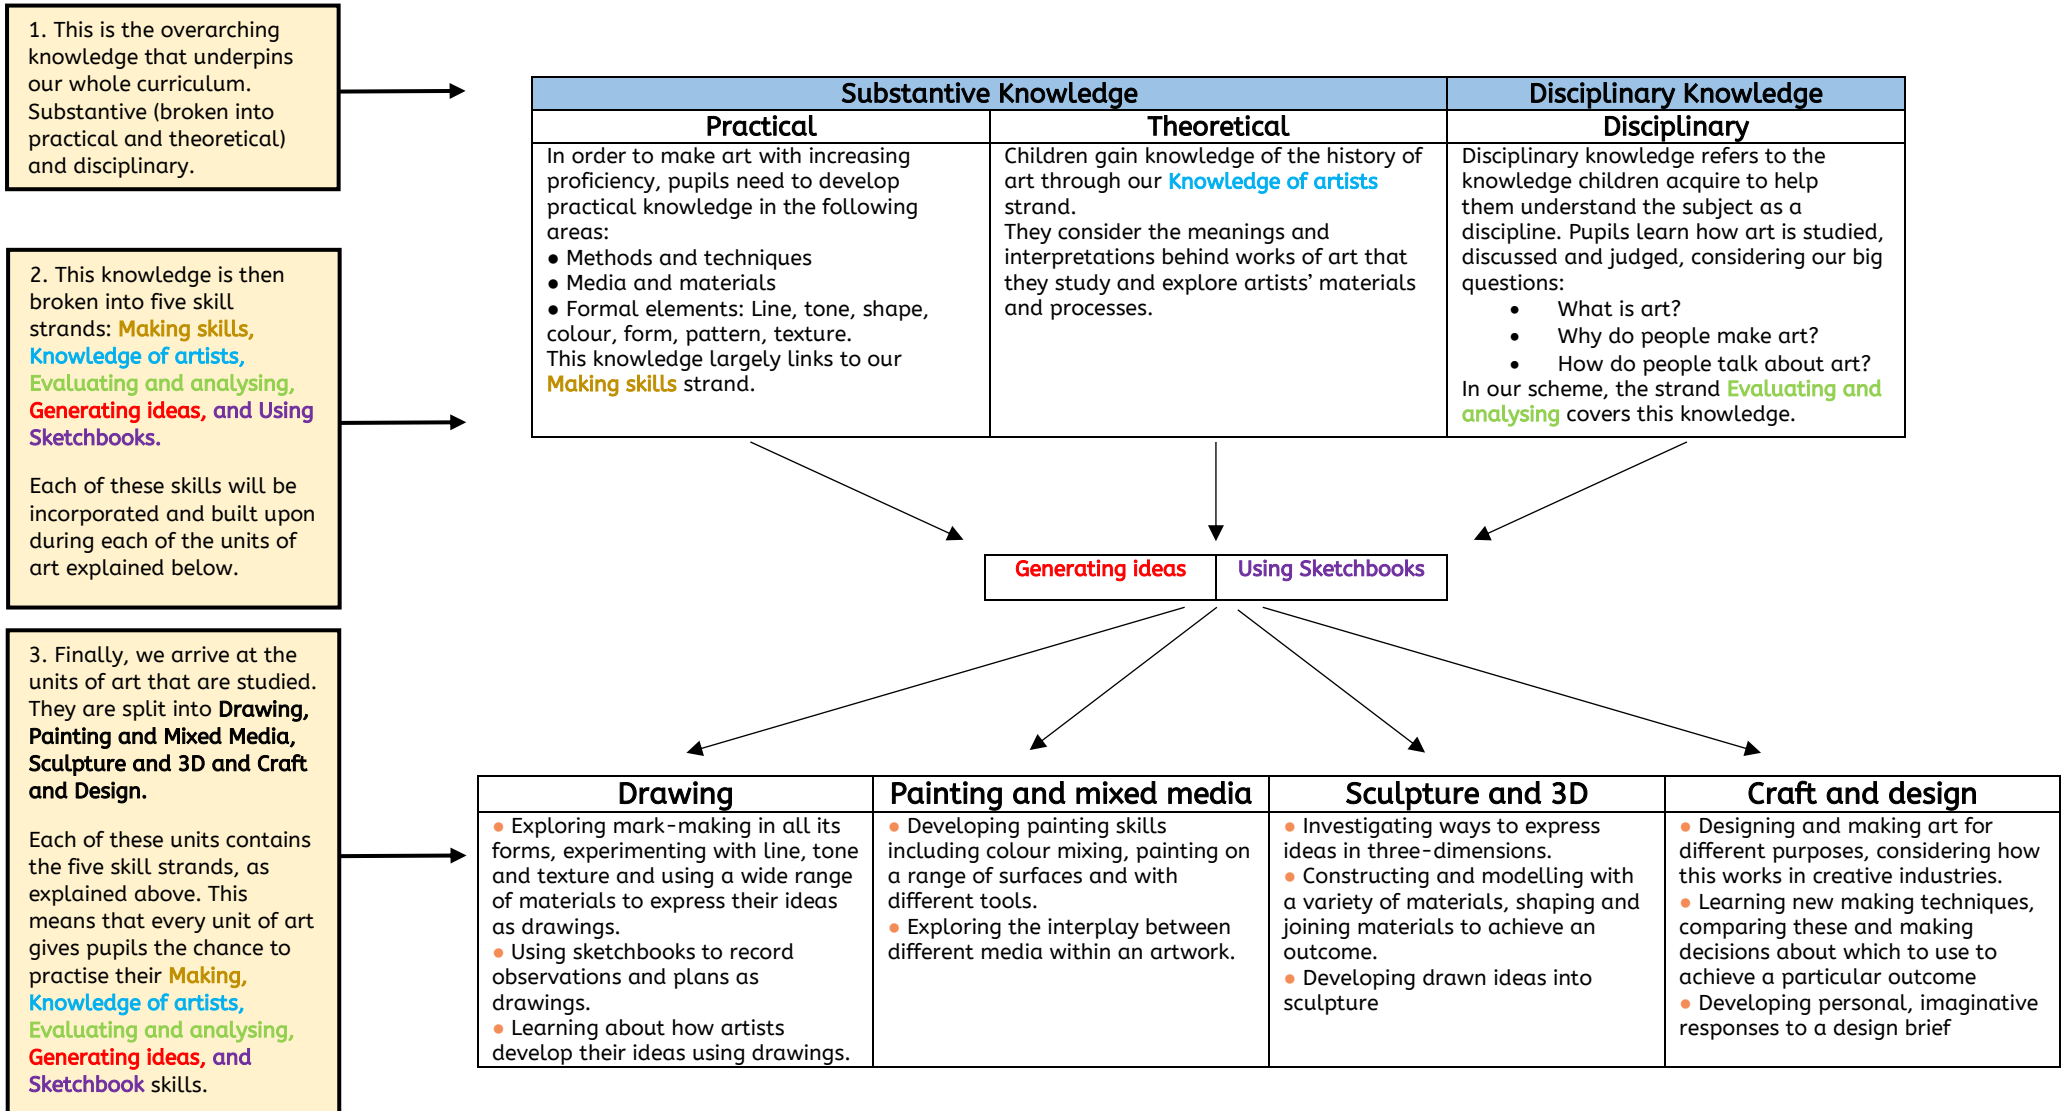 1. This is the overarching
knowledge that underpins
our whole curriculum.
Substantive (broken into
practical and theoretical)
and disciplinary.
2. This knowledge is then
broken into five skill
strands: Making skills,
Knowledge of artists,
Evaluating and analysing,
Generating ideas, and Using
Sketchbooks.
Each of these skills will be
incorporated and built upon
during each of the units of
art explained below.
3. Finally, we arrive at the
units of art that are studied.
They are split into Drawing,
Painting and Mixed Media,
Sculpture and 3D and Craft
and Design.
Each of these units contains
the five skill strands, as
explained above. This
means that every unit of art
gives pupils the chance to
practise their Making,
Knowledge of artists,
Evaluating and analysing,
Generating ideas, and
Sketchbook skills.
Substantive Knowledge
Disciplinary Knowledge
Practical
Theoretical
Disciplinary
In order to make art with increasing
proficiency, pupils need to develop
practical knowledge in the following
areas:
● Methods and techniques
● Media and materials
● Formal elements: Line, tone, shape,
colour, form, pattern, texture.
This knowledge largely links to our
Making skills strand.
Children gain knowledge of the history of
art through our Knowledge of artists
strand.
They consider the meanings and
interpretations behind works of art that
they study and explore artists’ materials
and processes.
Disciplinary knowledge refers to the
knowledge children acquire to help
them understand the subject as a
discipline. Pupils learn how art is studied,
discussed and judged, considering our big
questions:
• What is art?
• Why do people make art?
• How do people talk about art?
In our scheme, the strand Evaluating and
analysing covers this knowledge.
Generating ideas
Using Sketchbooks
Drawing
● Exploring mark-making in all its
forms, experimenting with line, tone
and texture and using a wide range
of materials to express their ideas
as drawings.
● Using sketchbooks to record
observations and plans as
drawings.
● Learning about how artists
develop their ideas using drawings.
Painting and mixed media
● Developing painting skills
including colour mixing, painting on
a range of surfaces and with
different tools.
● Exploring the interplay between
different media within an artwork.
Sculpture and 3D
● Investigating ways to express
ideas in three-dimensions.
● Constructing and modelling with
a variety of materials, shaping and
joining materials to achieve an
outcome.
● Developing drawn ideas into
sculpture
Craft and design
● Designing and making art for
different purposes, considering how
this works in creative industries.
● Learning new making techniques,
comparing these and making
decisions about which to use to
achieve a particular outcome
● Developing personal, imaginative
responses to a design brief